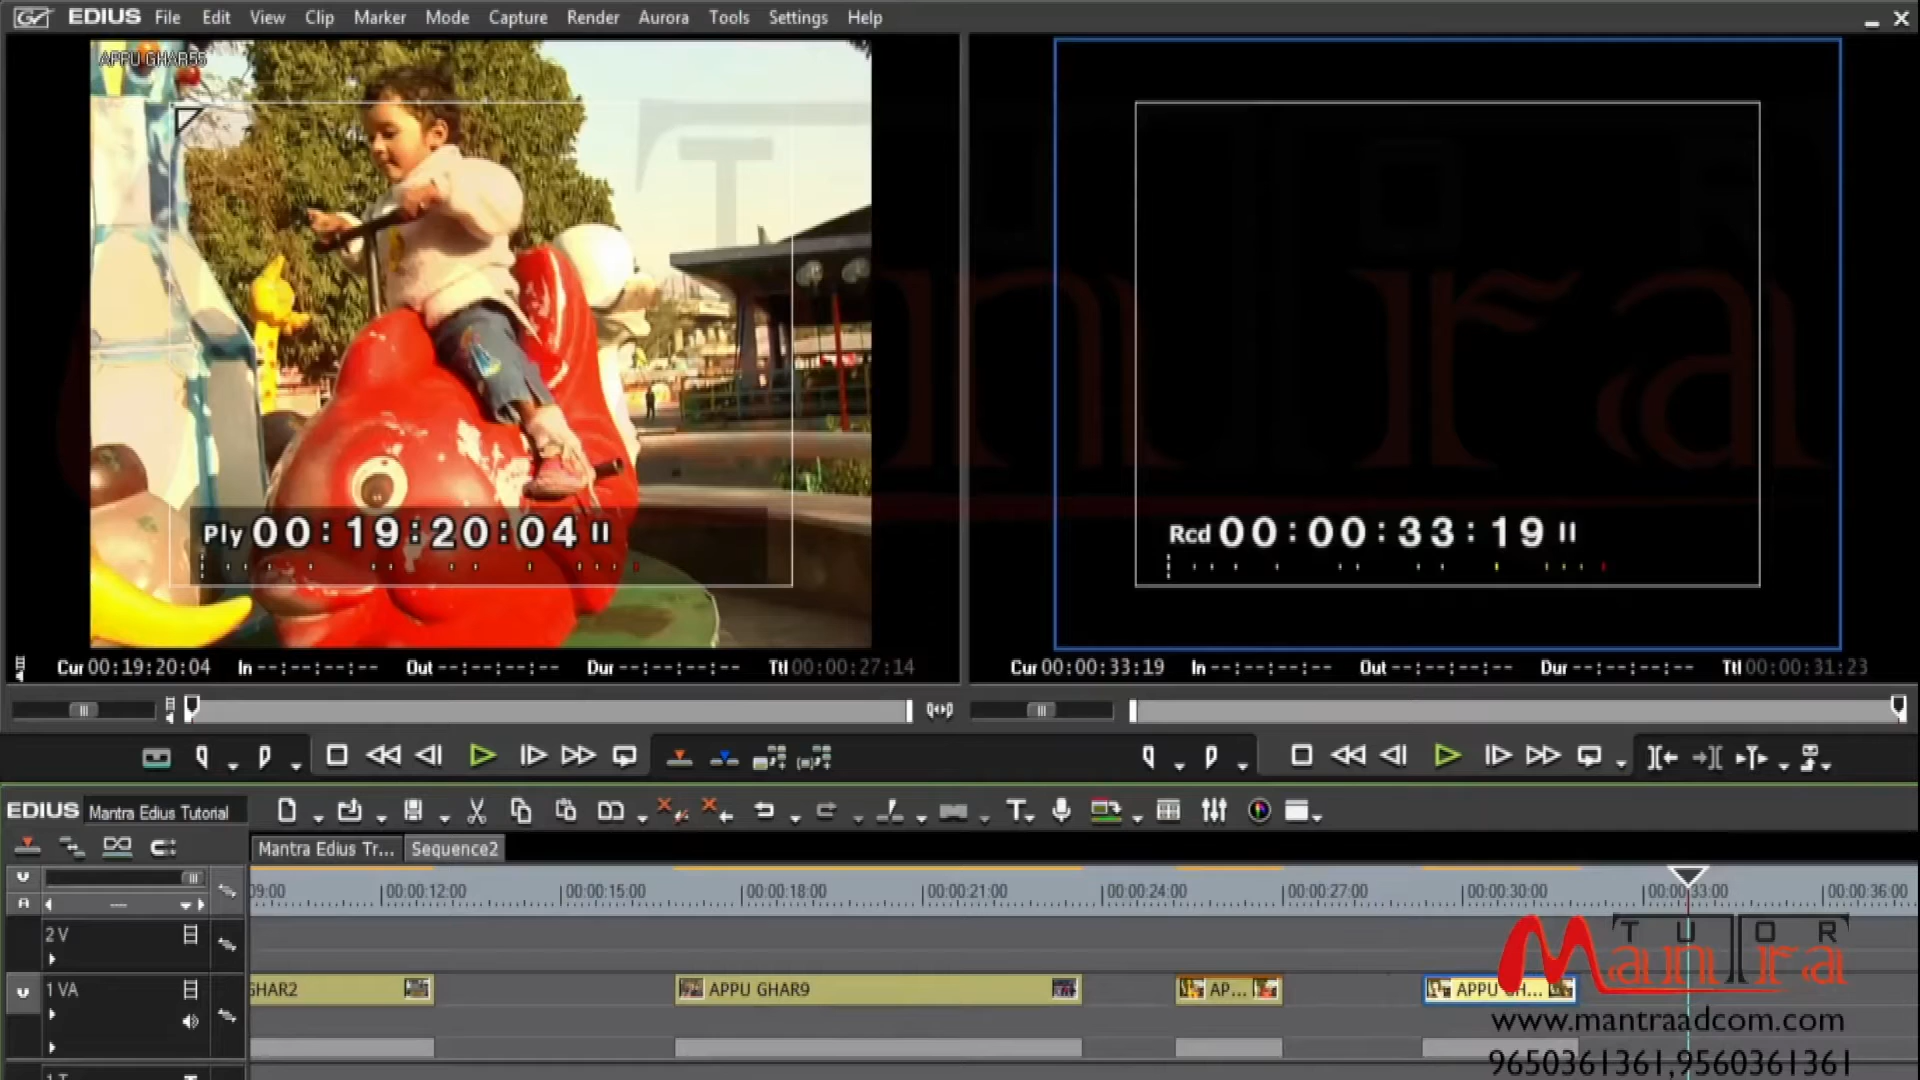 EDIUS File Edit View Clip Marker Mode Capture Render Aurora Tools Settings Help
APPU GHAR55
Ply 00:19:20:04
Rcd 00:00:33:19
Cur 00:19:20:04 In --:--:--:-- Out --:--:--:-- Dur --:--:--:-- Ttl 00:00:27:14
Cur 00:00:33:19 In --:--:--:-- Out --:--:--:-- Dur --:--:--:-- Ttl 00:00:31:23
EDIUS Mantra Edius Tutorial
Mantra Edius Tr... Sequence2
09:00 00:00:12:00 00:00:15:00 00:00:18:00 00:00:21:00 00:00:24:00 00:00:27:00 00:00:30:00 00:00:33:00 00:00:36:00
2 V
1 VA
GHAR2 APPU GHAR9 AP... APPU GH...
TUTOR
Mantra
www.mantraadcom.com
9650361361,9560361361
1 T